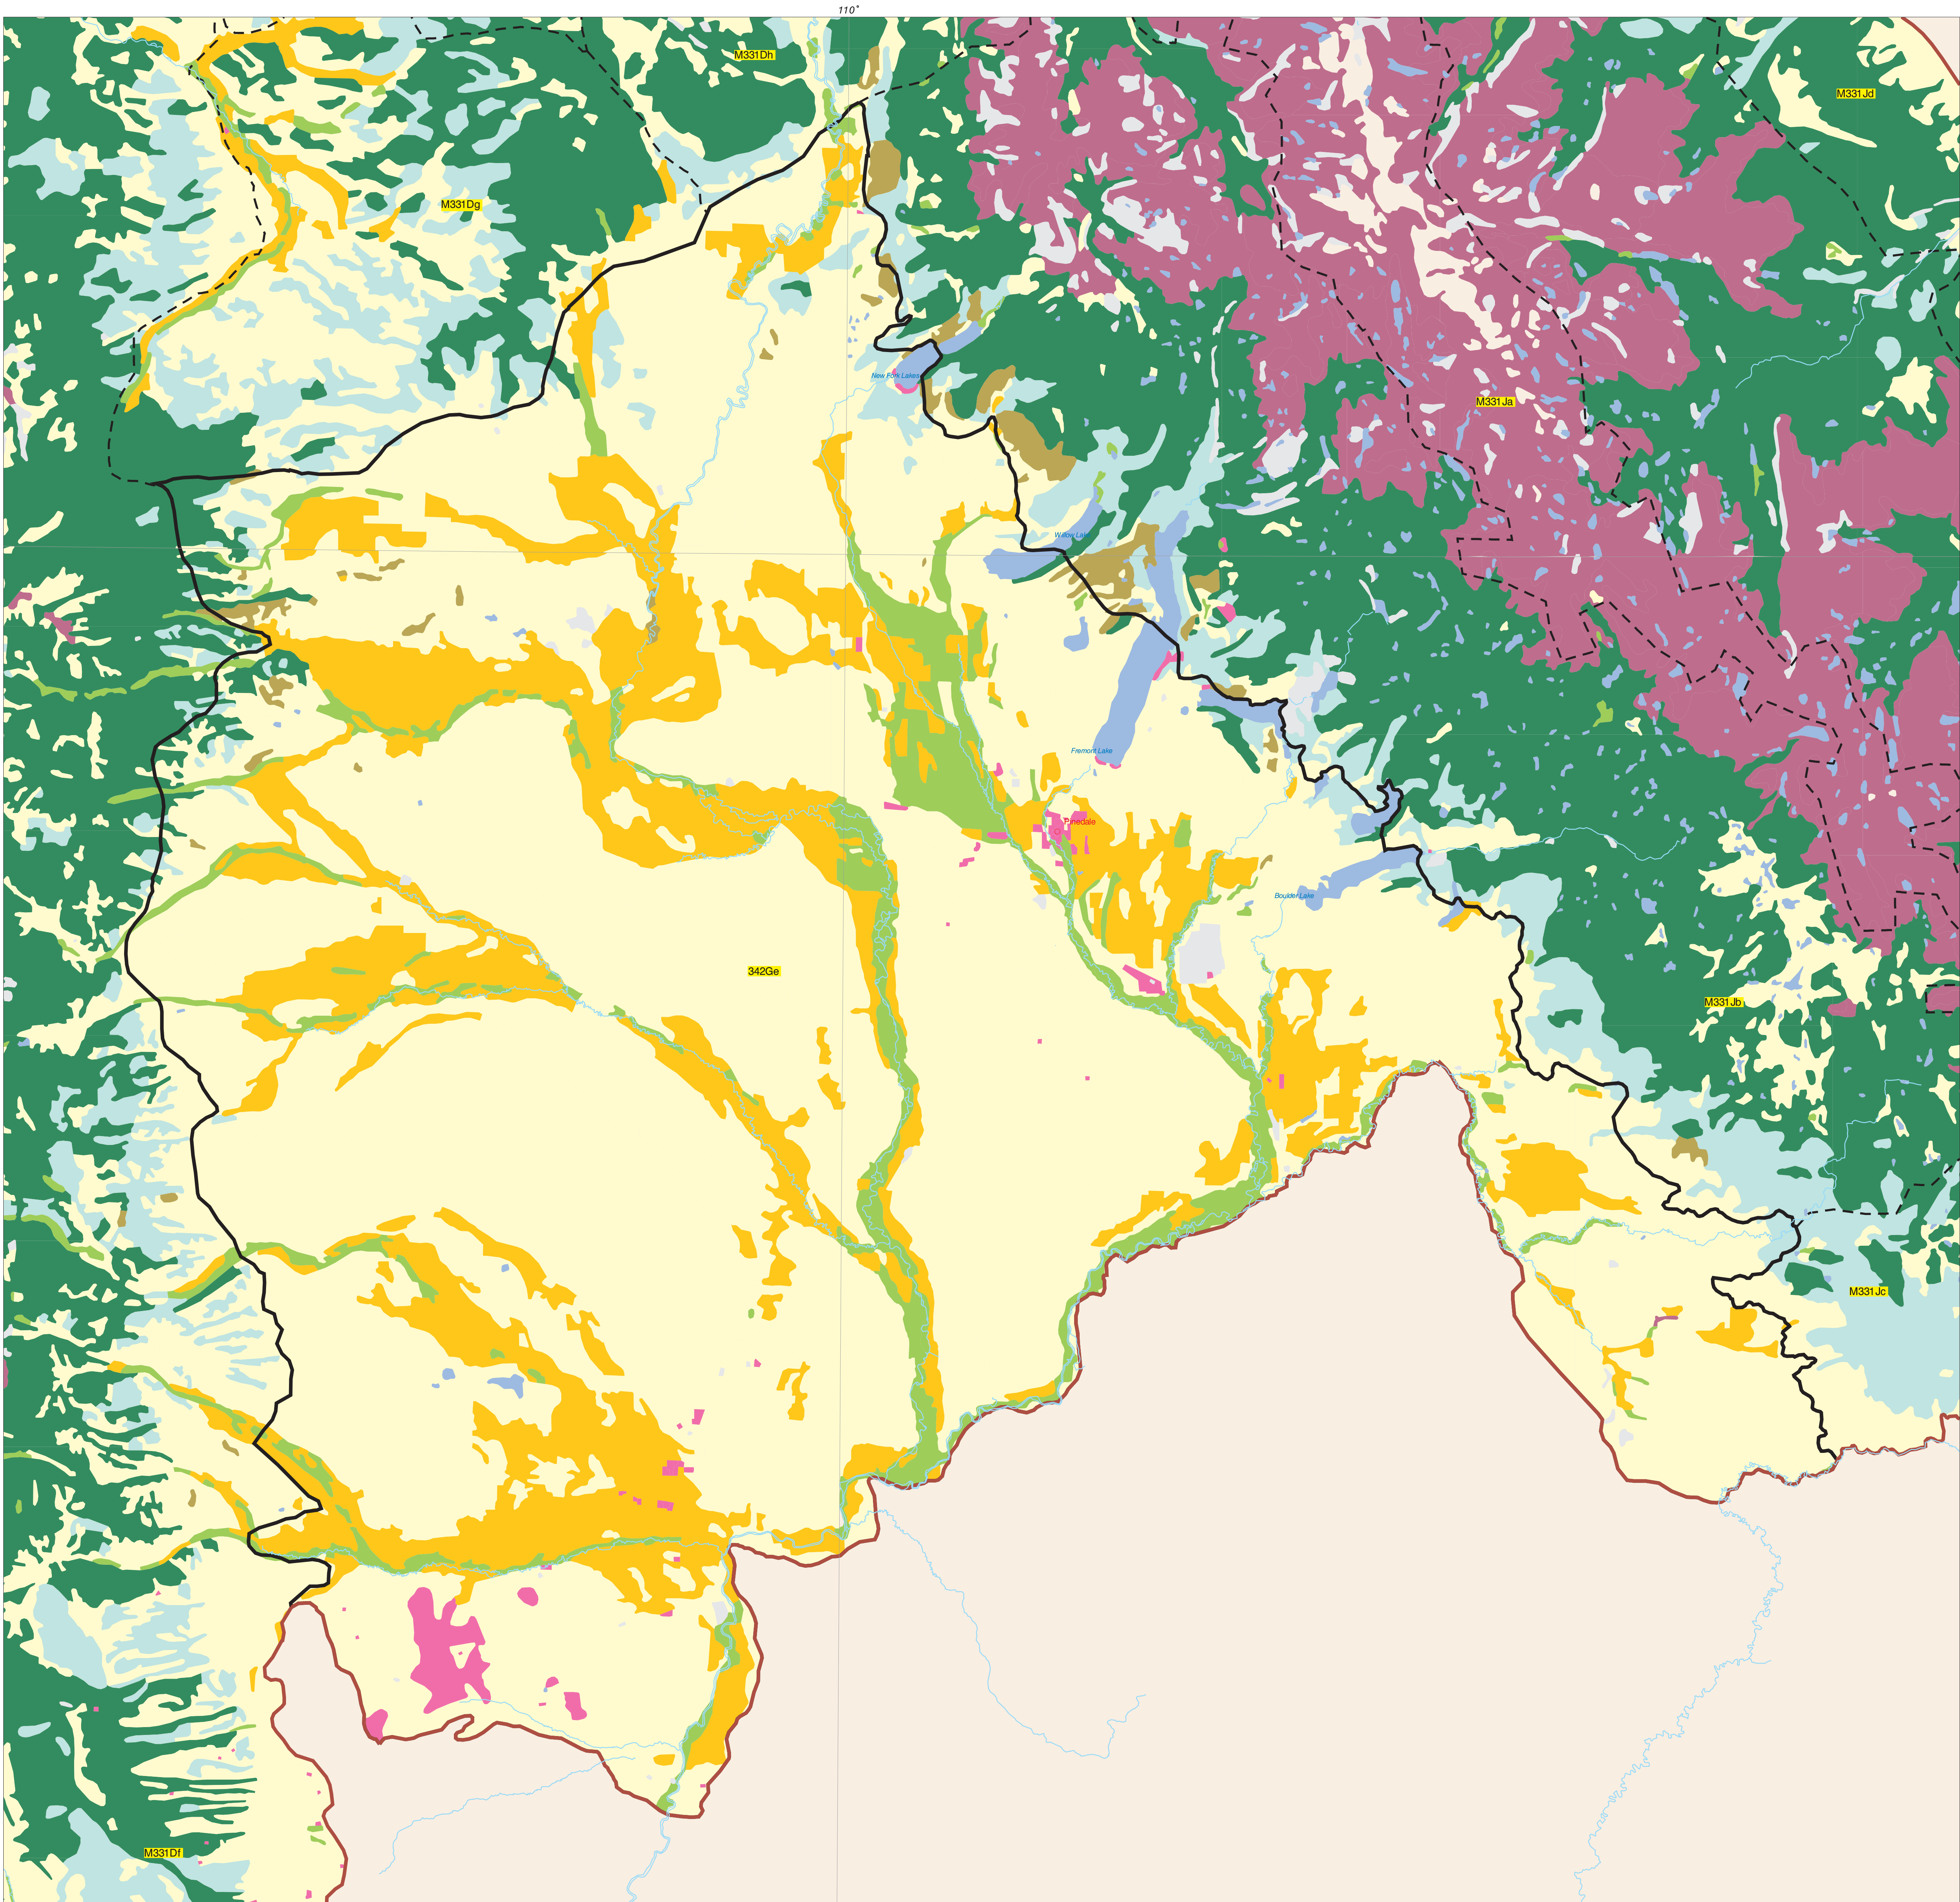 110°
M331Dh
M331Jd
M331Dg
New Fork Lakes
M331Ja
Willow Lake
Fremont Lake
Pinedale
Boulder Lake
342Ge
M331Jb
M331Jc
M331Df